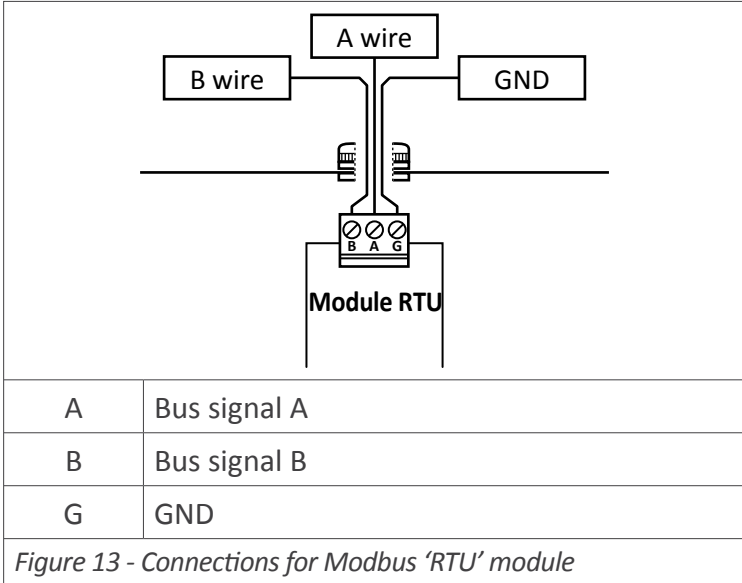 A wire
B wire GND
B A G
Module RTU
A Bus signal A
B Bus signal B
G GND
Figure 13 - Connections for Modbus ‘RTU’ module